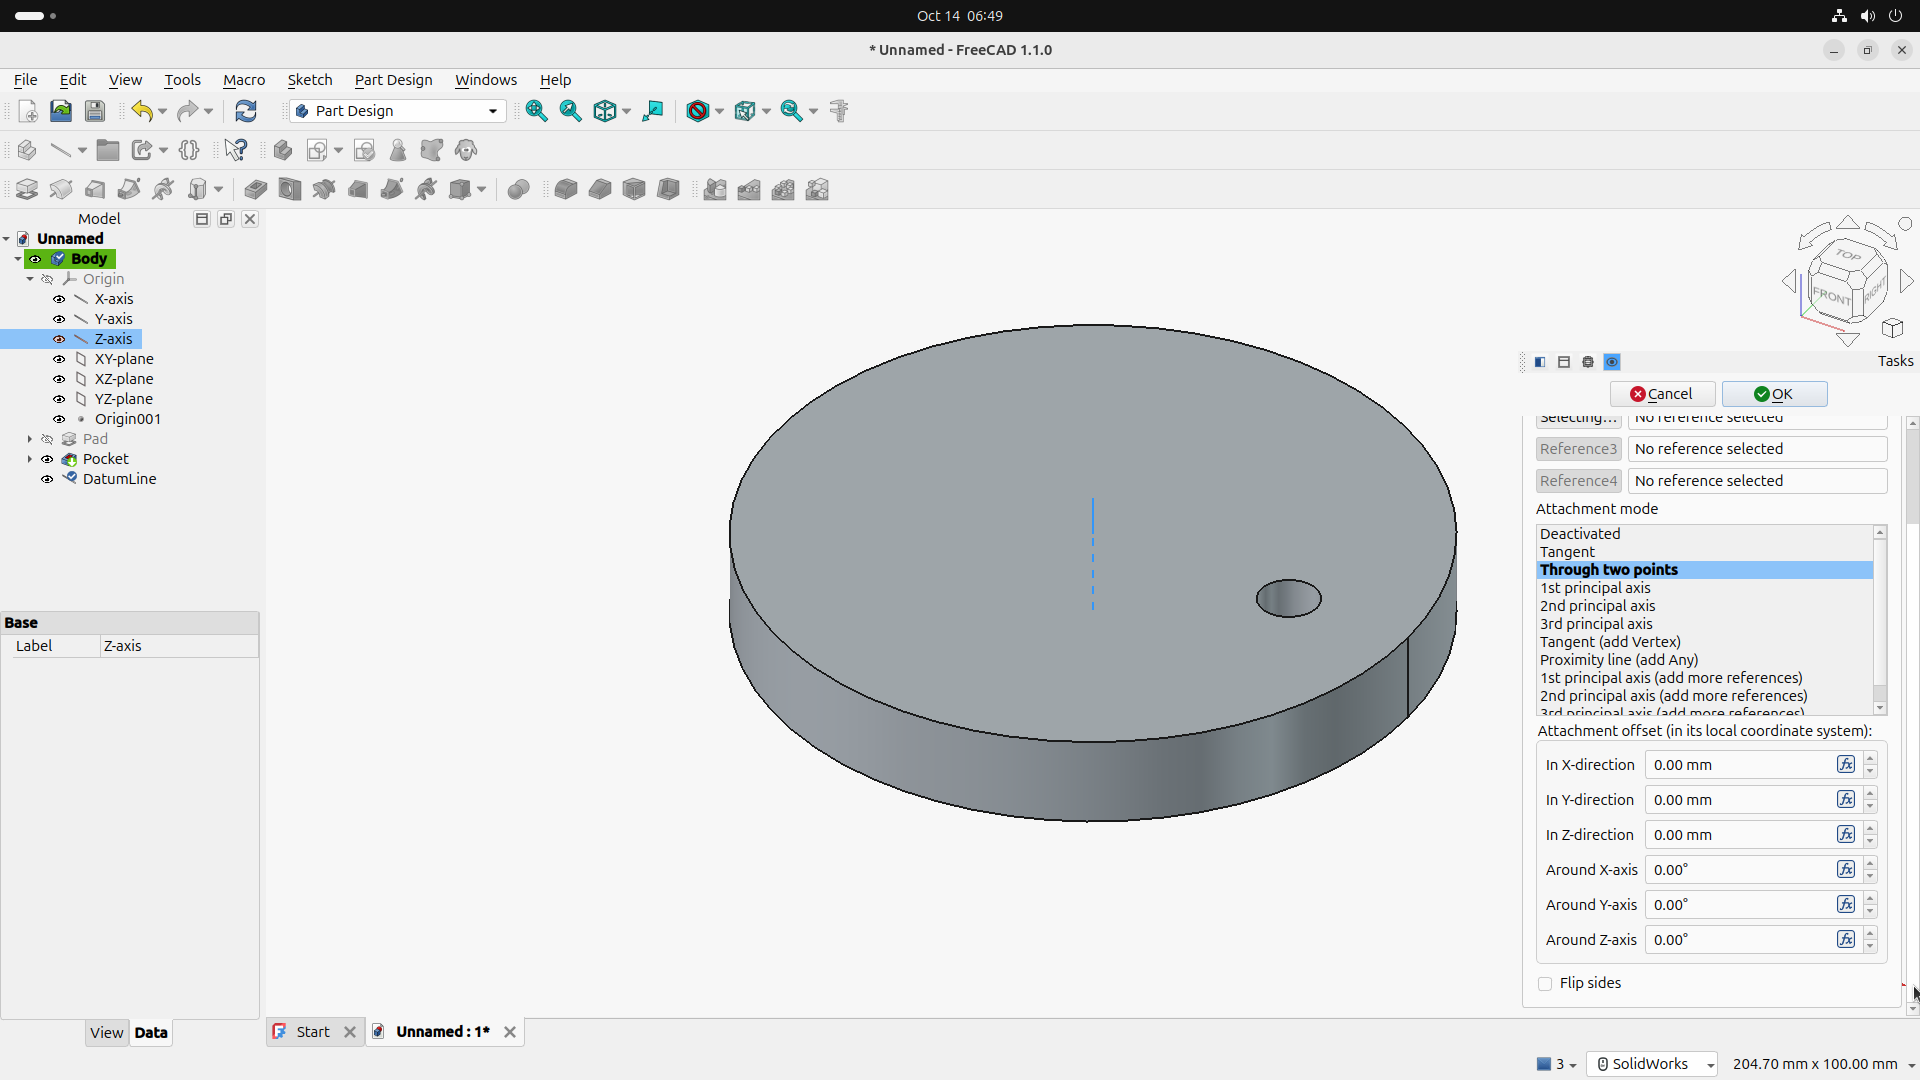 Oct 14 06:49
* Unnamed - FreeCAD 1.1.0
File Edit View Tools Macro Sketch Part Design Windows Help
Part Design
Model
Unnamed
Body
Origin
X-axis
Y-axis
Z-axis
XY-plane
XZ-plane
YZ-plane
Origin001
Pad
Pocket
DatumLine
Base
Label Z-axis
View Data
TOP
FRONT
RIGHT
Tasks
Cancel OK
Selecting... No reference selected
Reference3 No reference selected
Reference4 No reference selected
Attachment mode
Deactivated
Tangent
Through two points
1st principal axis
2nd principal axis
3rd principal axis
Tangent (add Vertex)
Proximity line (add Any)
1st principal axis (add more references)
2nd principal axis (add more references)
3rd principal axis (add more references)
Attachment offset (in its local coordinate system):
In X-direction 0.00 mm
In Y-direction 0.00 mm
In Z-direction 0.00 mm
Around X-axis 0.00°
Around Y-axis 0.00°
Around Z-axis 0.00°
Flip sides
Start Unnamed : 1*
3 SolidWorks 204.70 mm x 100.00 mm